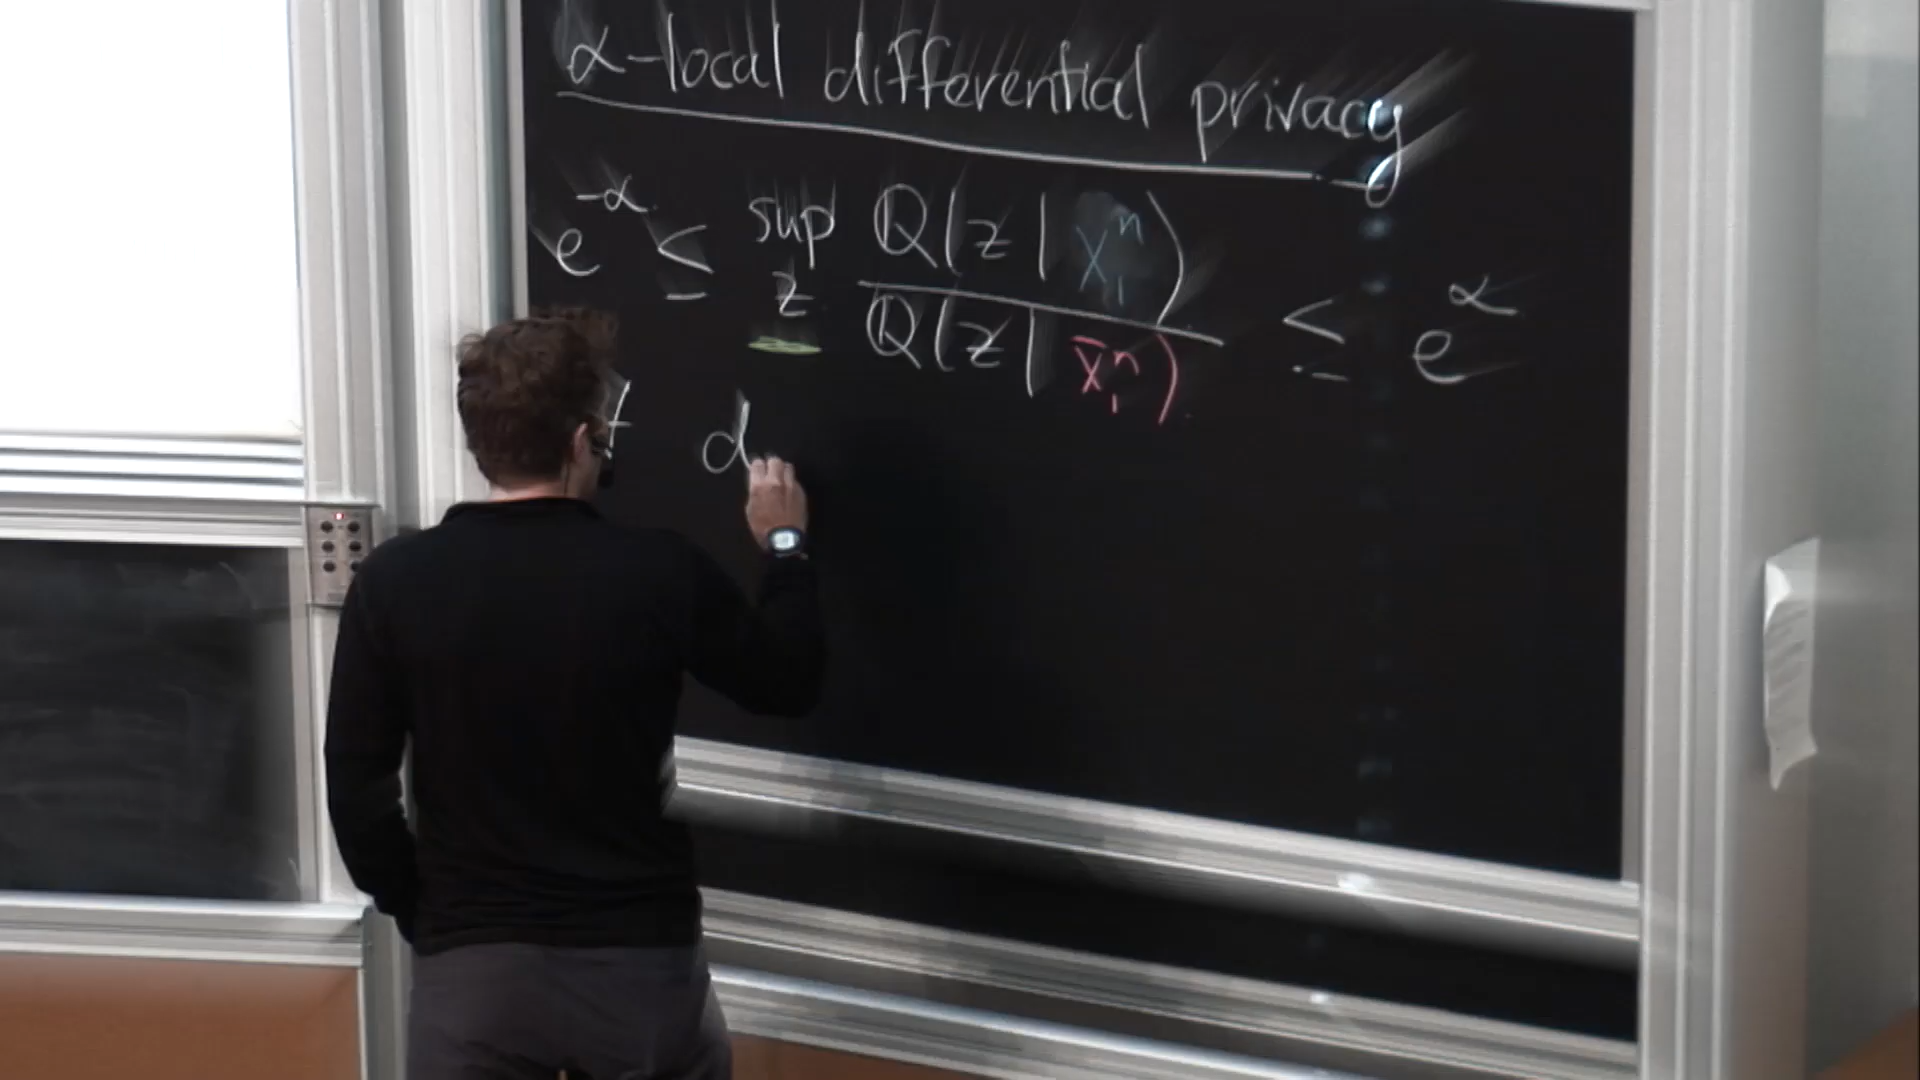 α-local differential privacy
e^{-α} ≤ sup_z Q(z | x_1^n) / Q(z | x̄_1^n) ≤ e^α
d